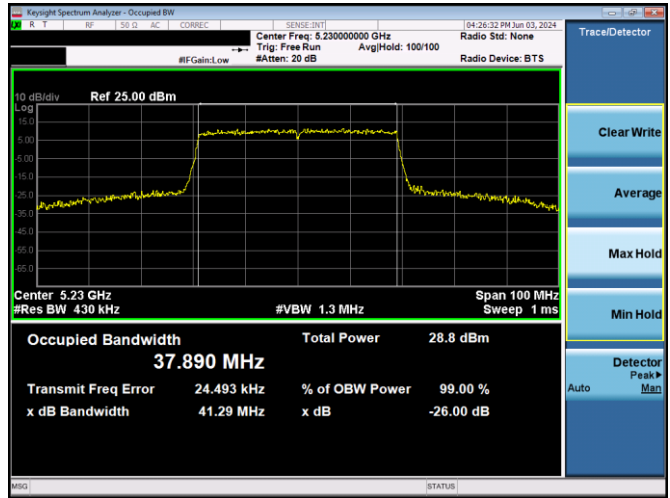 Keysight Spectrum Analyzer - Occupied BW
LXI R T RF 50 Ω AC CORREC SENSE:INT 04:26:32 PM Jun 03, 2024
Center Freq: 5.230000000 GHz Radio Std: None
Trig: Free Run Avg|Hold: 100/100
#IFGain:Low #Atten: 20 dB Radio Device: BTS
Trace/Detector
10 dB/div Ref 25.00 dBm
Log
15.0
5.00
-5.00
-15.0
-25.0
-35.0
-45.0
-55.0
-65.0
Center 5.23 GHz Span 100 MHz
#Res BW 430 kHz #VBW 1.3 MHz Sweep 1 ms
Occupied Bandwidth Total Power 28.8 dBm
37.890 MHz
Transmit Freq Error 24.493 kHz % of OBW Power 99.00 %
x dB Bandwidth 41.29 MHz x dB -26.00 dB
Clear Write
Average
Max Hold
Min Hold
Detector
Peak▶
Auto Man
MSG STATUS